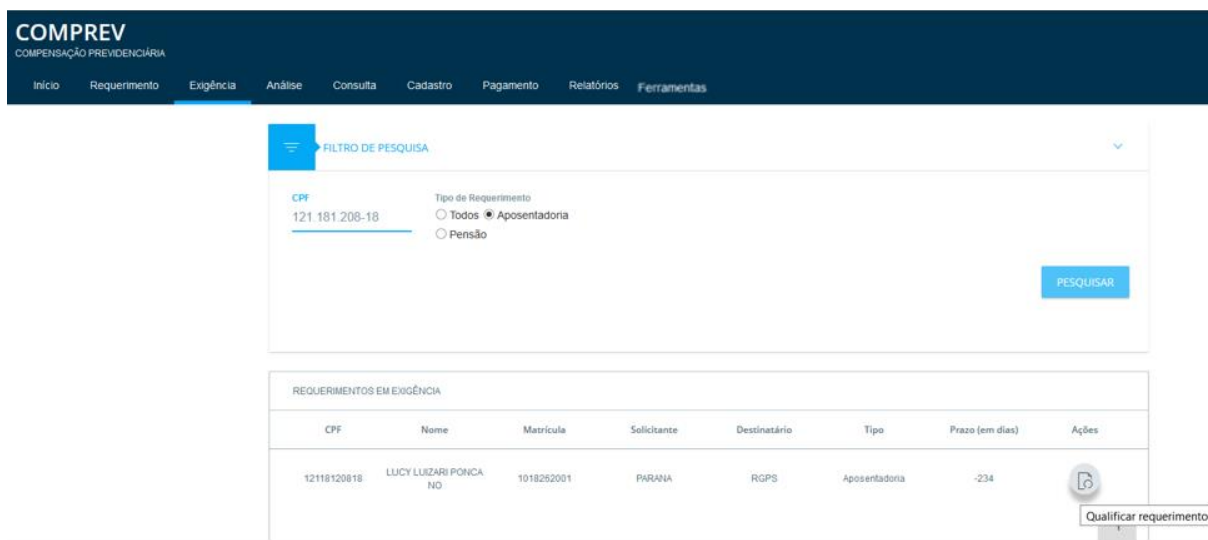 COMPREV
COMPENSAÇÃO PREVIDENCIÁRIA
Início Requerimento Exigência Análise Consulta Cadastro Pagamento Relatórios Ferramentas
FILTRO DE PESQUISA
CPF Tipo de Requerimento
121.181.208-18 Todos Aposentadoria
Pensão
PESQUISAR
REQUERIMENTOS EM EXIGÊNCIA
CPF Nome Matrícula Solicitante Destinatário Tipo Prazo (em dias) Ações
12118120818 LUCY LUIZARI PONCA 1018262001 PARANA RGPS Aposentadoria -234
NO
Qualificar requerimento